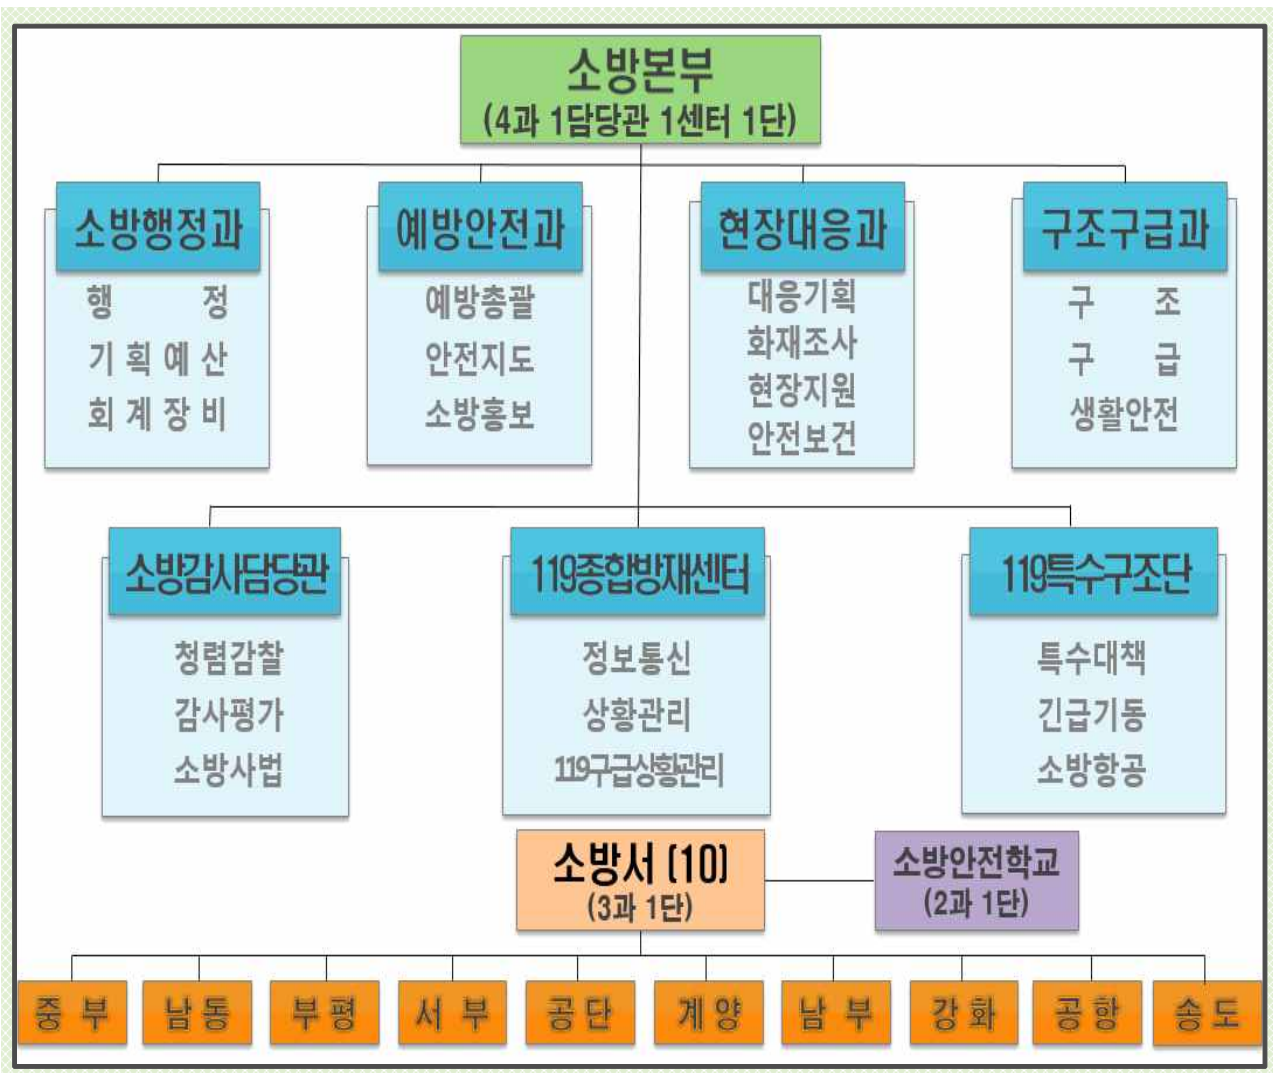 소방본부
(4과 1담당관 1센터 1단)
소방행정과
행 정
기 획 예 산
회 계 장 비
예방안전과
예방총괄
안전지도
소방홍보
현장대응과
대응기획
화재조사
현장지원
안전보건
구조구급과
구 조
구 급
생활안전
소방감사담당관
청렴감찰
감사평가
소방사법
119종합방재센터
정보통신
상황관리
119구급상황관리
119특수구조단
특수대책
긴급기동
소방항공
소방서 (10)
(3과 1단)
소방안전학교
(2과 1단)
중 부
남 동
부 평
서 부
공 단
계 양
남 부
강 화
공 항
송 도